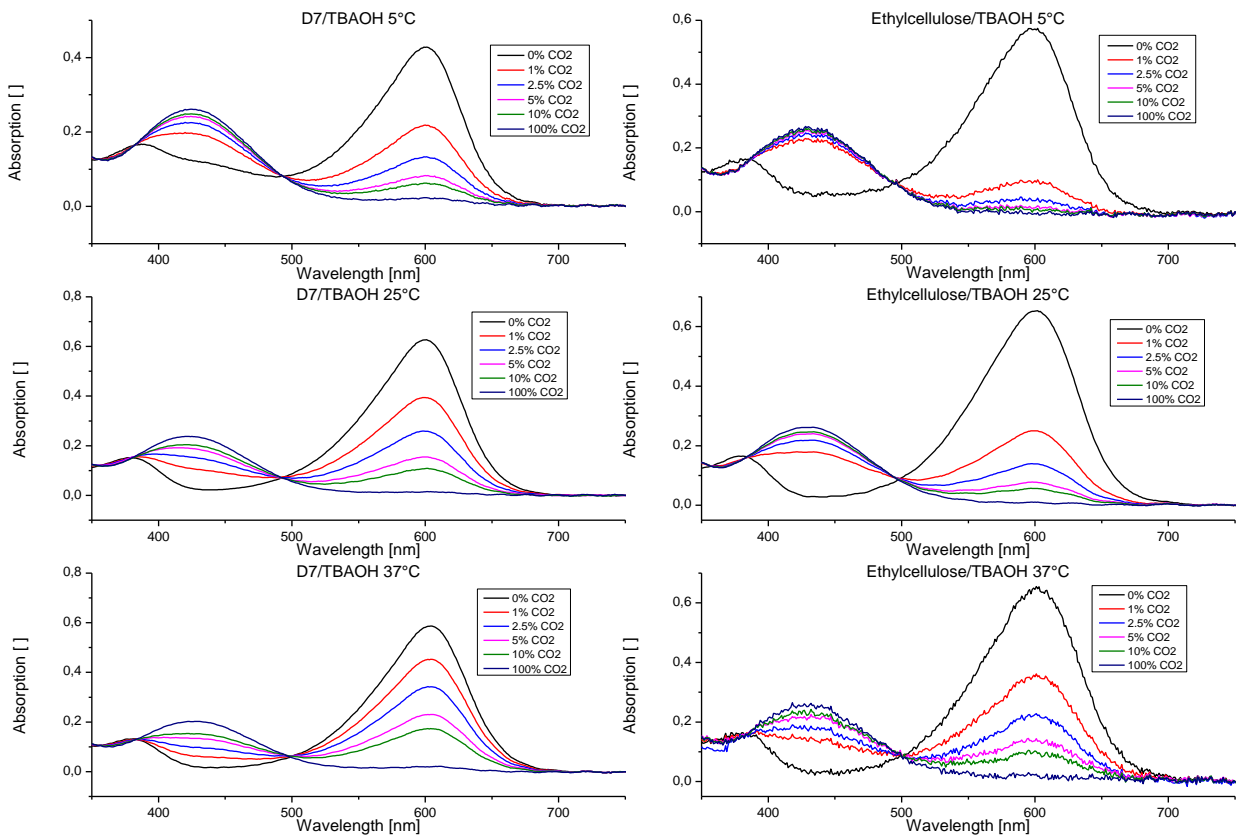 D7/TBAOH 5°C
0,4
0,2
0,0
Absorption [ ]
0% CO2
1% CO2
2.5% CO2
5% CO2
10% CO2
100% CO2
400
500
600
700
Wavelength [nm]
Ethylcellulose/TBAOH 5°C
0,6
0,4
0,2
0,0
Absorption [ ]
0% CO2
1% CO2
2.5% CO2
5% CO2
10% CO2
100% CO2
400
500
600
700
Wavelength [nm]
D7/TBAOH 25°C
0,8
0,6
0,4
0,2
0,0
Absorption [ ]
0% CO2
1% CO2
2.5% CO2
5% CO2
10% CO2
100% CO2
400
500
600
700
Wavelength [nm]
Ethylcellulose/TBAOH 25°C
0,6
0,4
0,2
0,0
Absorption [ ]
0% CO2
1% CO2
2.5% CO2
5% CO2
10% CO2
100% CO2
400
500
600
700
Wavelength [nm]
D7/TBAOH 37°C
0,8
0,6
0,4
0,2
0,0
Absorption [ ]
0% CO2
1% CO2
2.5% CO2
5% CO2
10% CO2
100% CO2
400
500
600
700
Wavelength [nm]
Ethylcellulose/TBAOH 37°C
0,6
0,4
0,2
0,0
Absorption [ ]
0% CO2
1% CO2
2.5% CO2
5% CO2
10% CO2
100% CO2
400
500
600
700
Wavelength [nm]